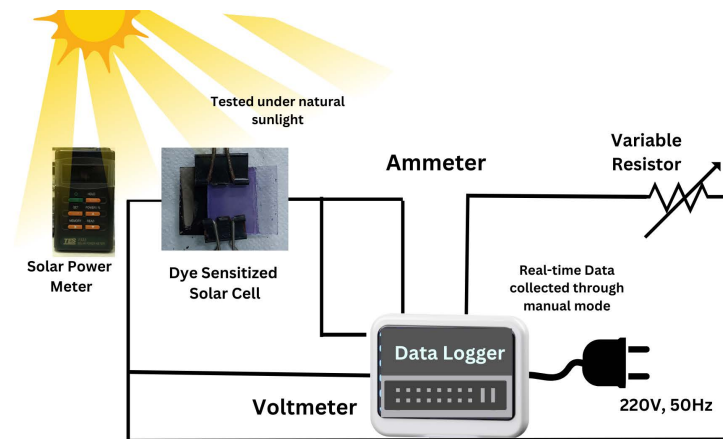 Tested under natural
sunlight
Ammeter
Variable
Resistor
Solar Power
Meter
Dye Sensitized
Solar Cell
Real-time Data
collected through
manual mode
Data Logger
Voltmeter
220V, 50Hz